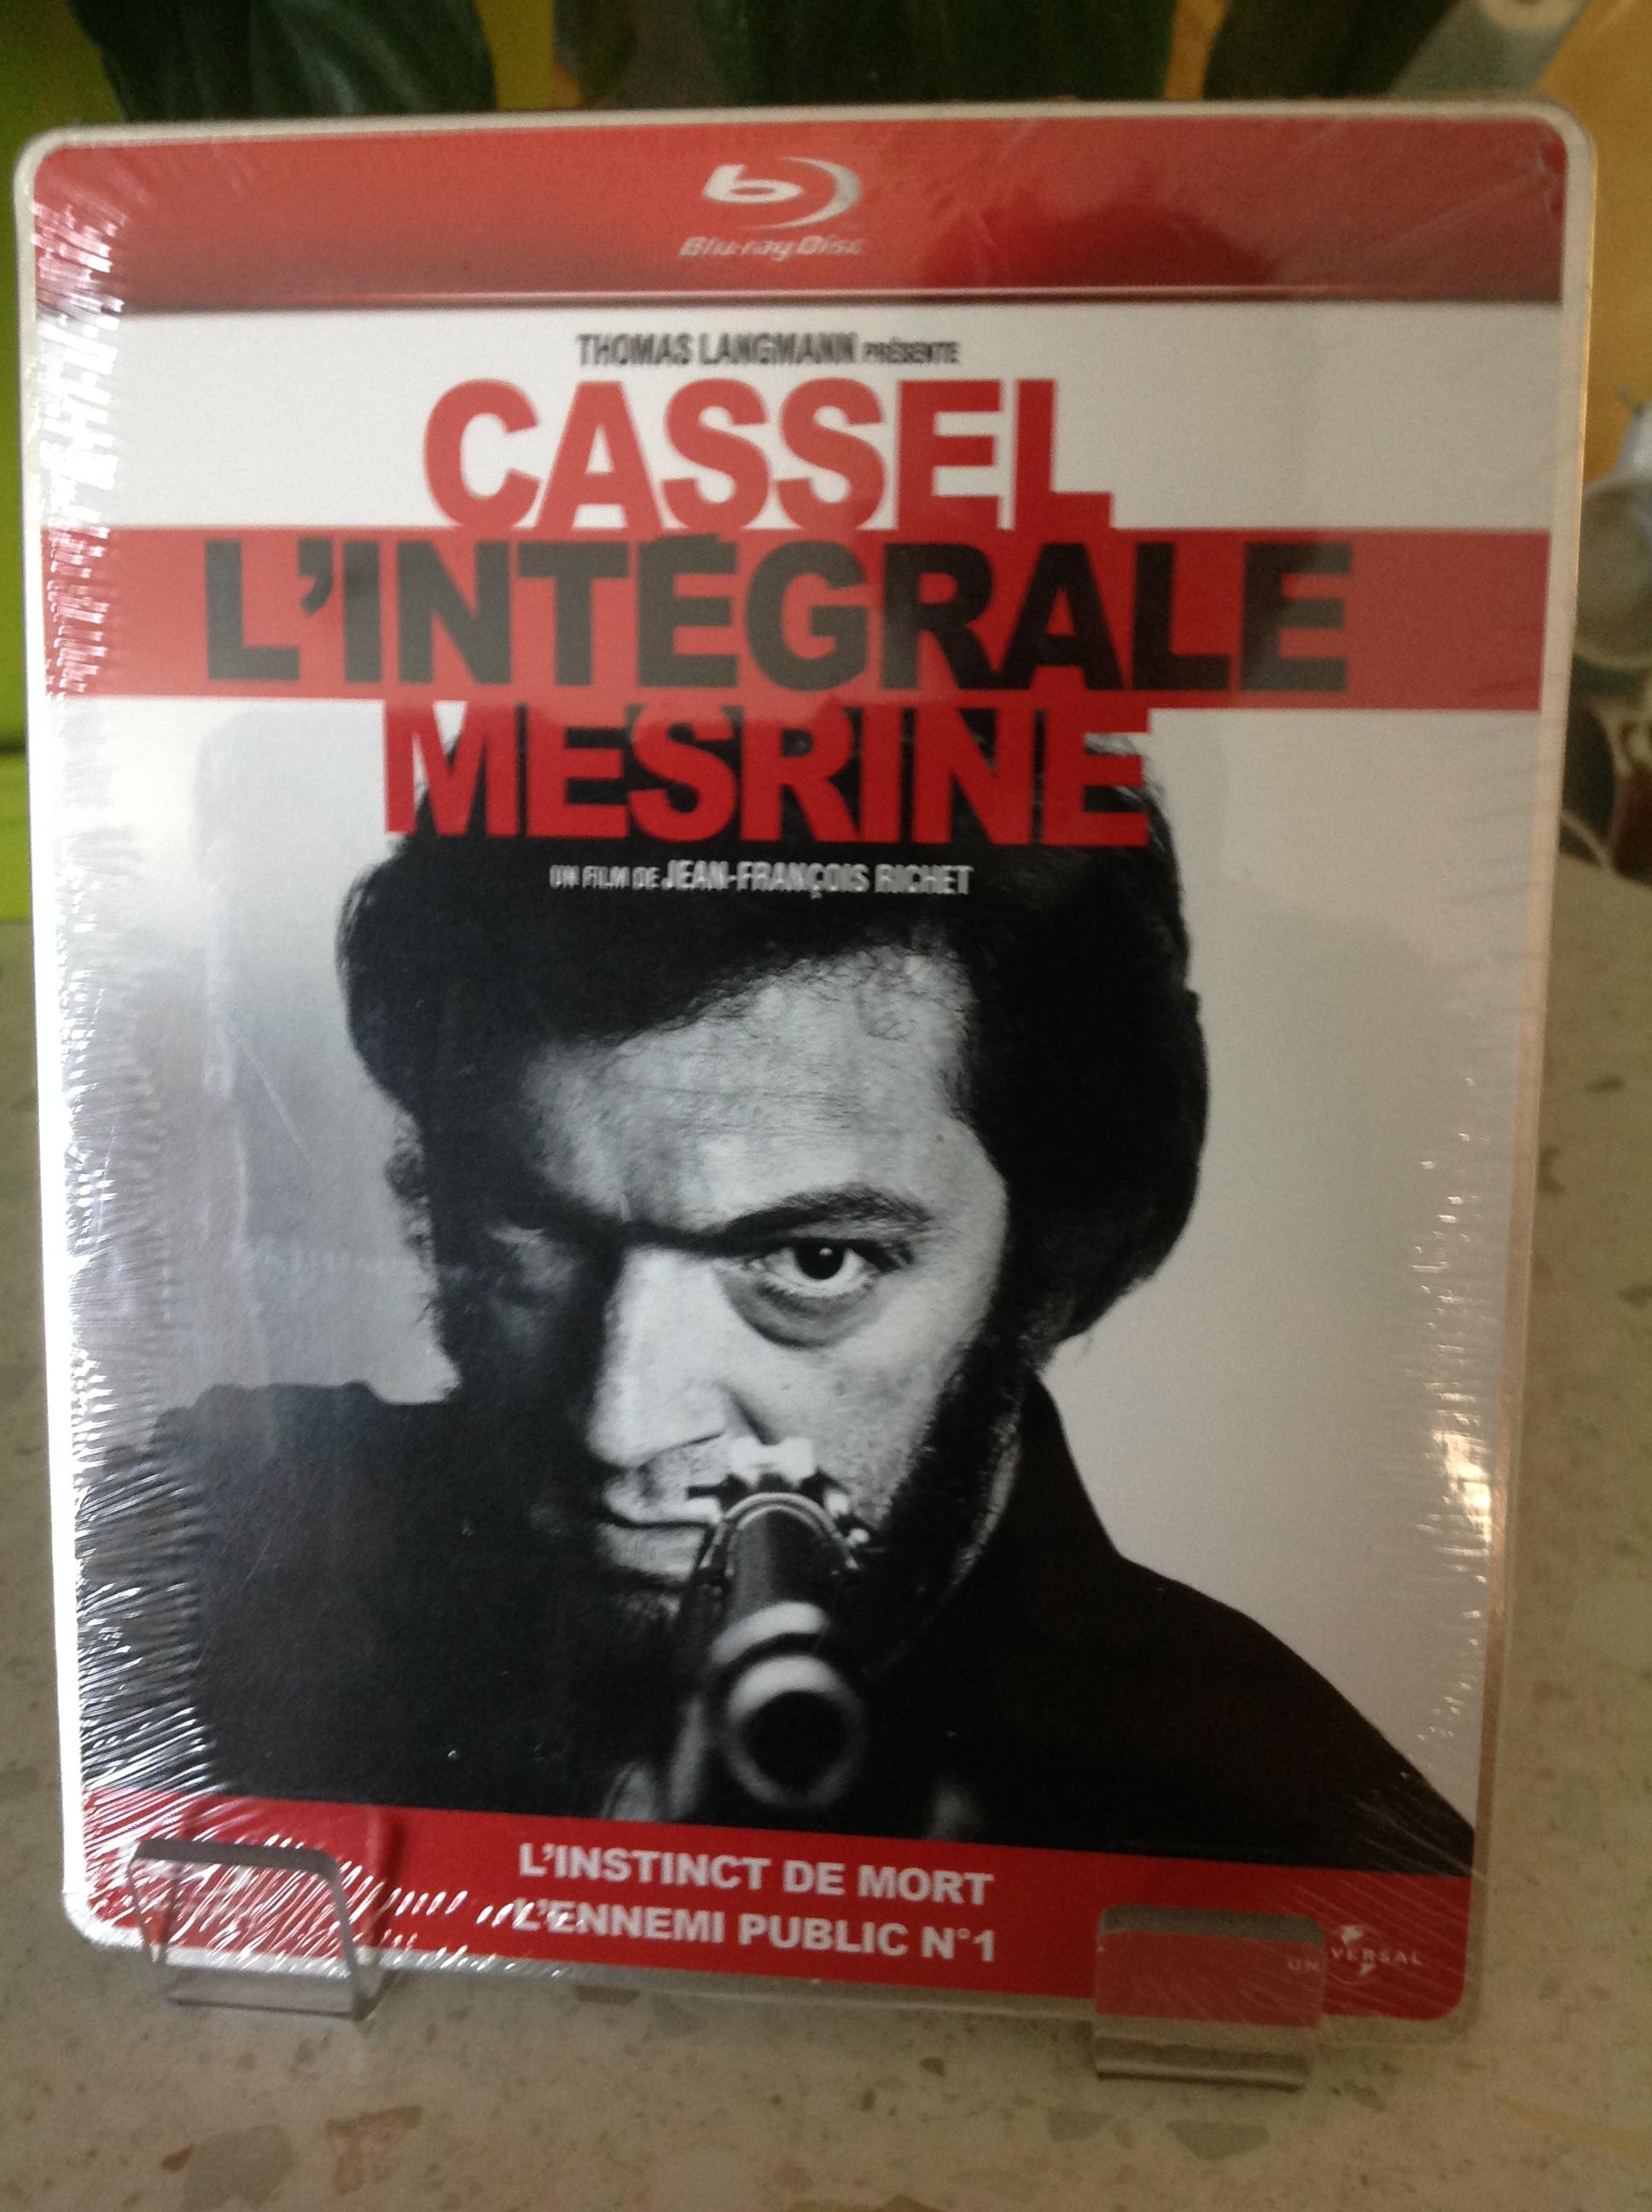 Blu-ray Disc
THOMAS LANGMANN PRÉSENTE
CASSEL
L'INTÉGRALE
MESRINE
UN FILM DE JEAN-FRANÇOIS RICHET
L'INSTINCT DE MORT
L'ENNEMI PUBLIC N°1
UNIVERSAL